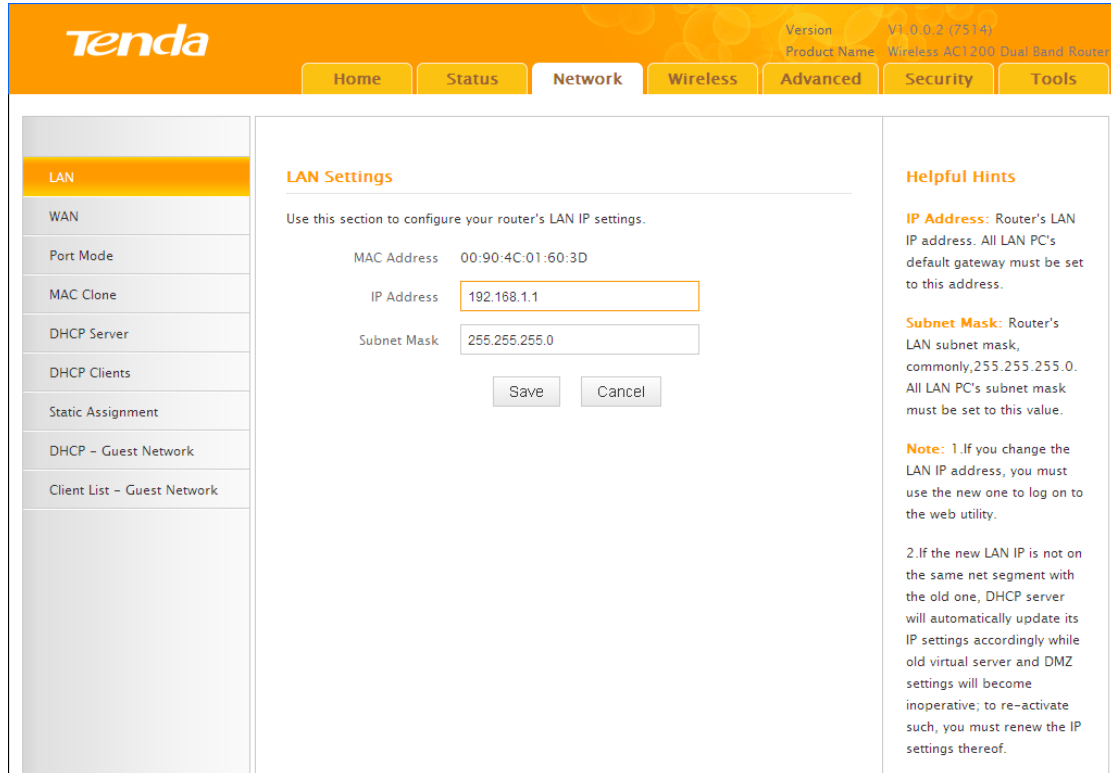 Tenda
Version V1.0.0.2 (7514)
Product Name Wireless AC1200 Dual Band Router
Home Status Network Wireless Advanced Security Tools
LAN
WAN
Port Mode
MAC Clone
DHCP Server
DHCP Clients
Static Assignment
DHCP – Guest Network
Client List – Guest Network
LAN Settings
Use this section to configure your router's LAN IP settings.
MAC Address 00:90:4C:01:60:3D
IP Address 192.168.1.1
Subnet Mask 255.255.255.0
Save Cancel
Helpful Hints
IP Address: Router's LAN
IP address. All LAN PC's
default gateway must be set
to this address.
Subnet Mask: Router's
LAN subnet mask,
commonly,255.255.255.0.
All LAN PC's subnet mask
must be set to this value.
Note: 1.If you change the
LAN IP address, you must
use the new one to log on to
the web utility.
2.If the new LAN IP is not on
the same net segment with
the old one, DHCP server
will automatically update its
IP settings accordingly while
old virtual server and DMZ
settings will become
inoperative; to re-activate
such, you must renew the IP
settings thereof.